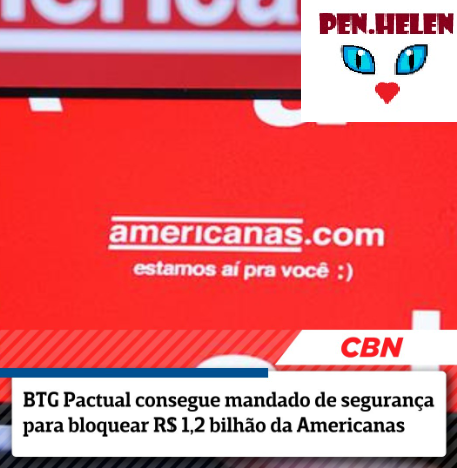 PEN.HELEN
americanas.com
estamos aí pra você :)
CBN
BTG Pactual consegue mandado de segurança
para bloquear R$ 1,2 bilhão da Americanas